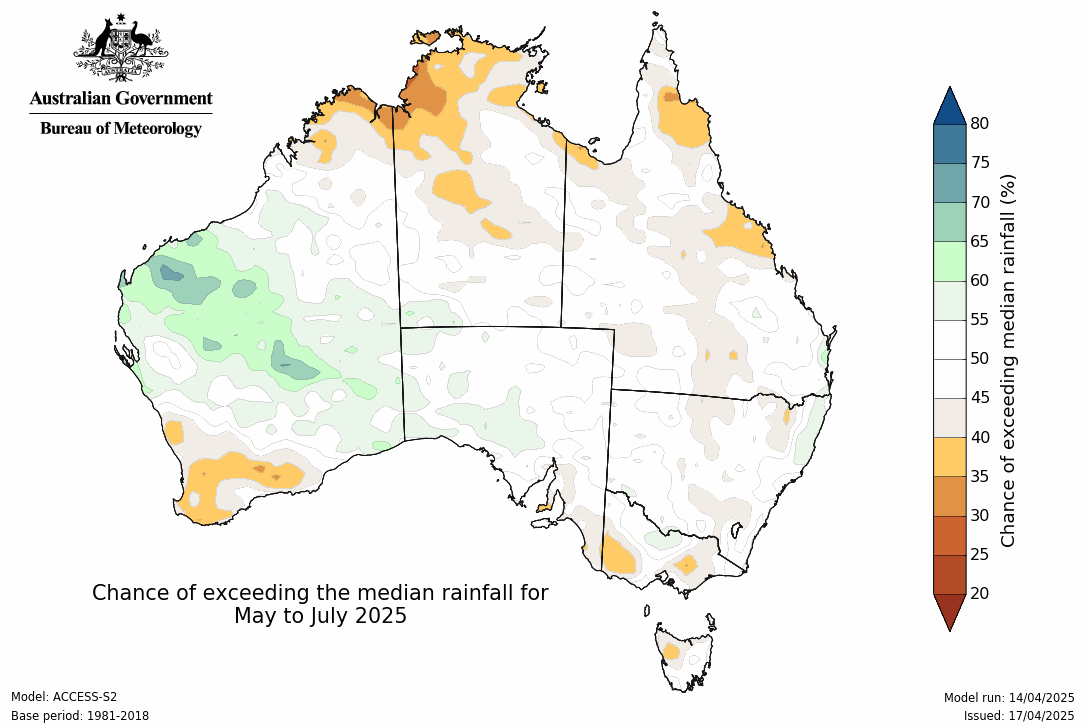 Australian Government
Bureau of Meteorology
80
75
70
65
60
55
50
45
40
35
30
25
20
Chance of exceeding median rainfall (%)
Chance of exceeding the median rainfall for
May to July 2025
Model: ACCESS-S2
Base period: 1981-2018
Model run: 14/04/2025
Issued: 17/04/2025